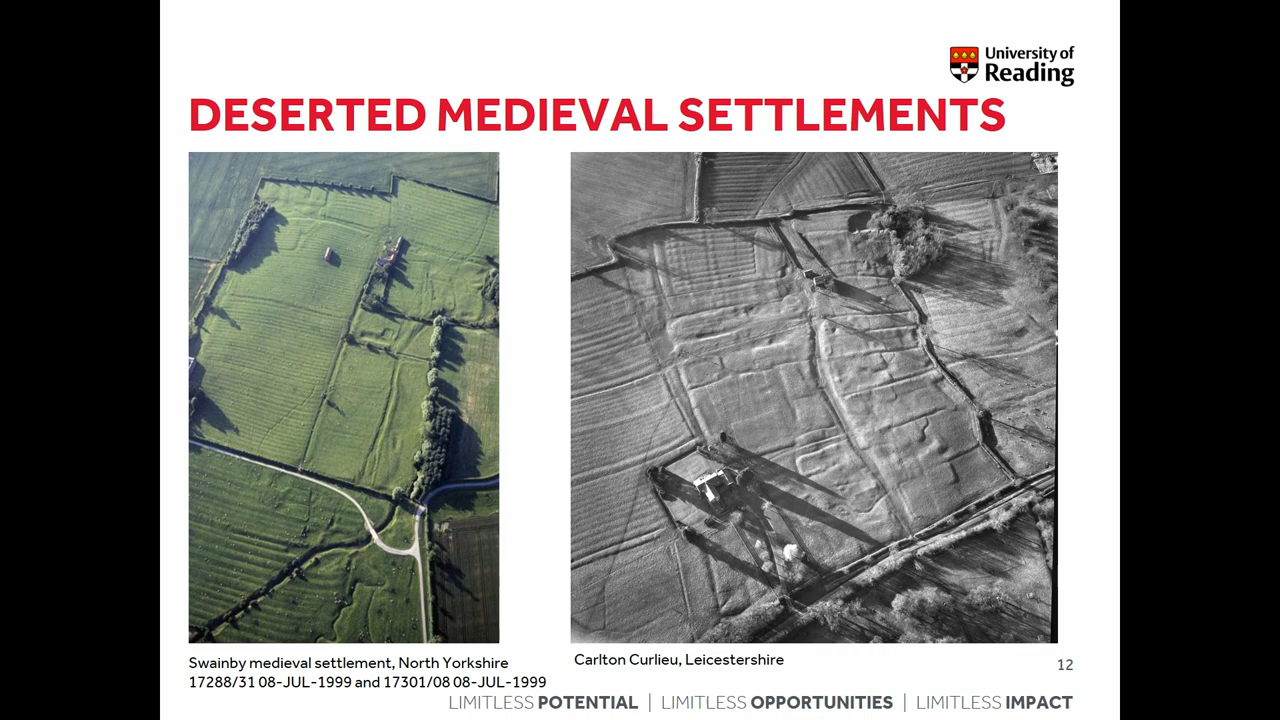 University of
Reading
DESERTED MEDIEVAL SETTLEMENTS
Swainby medieval settlement, North Yorkshire
17288/31 08-JUL-1999 and 17301/08 08-JUL-1999
Carlton Curlieu, Leicestershire
12
LIMITLESS POTENTIAL | LIMITLESS OPPORTUNITIES | LIMITLESS IMPACT